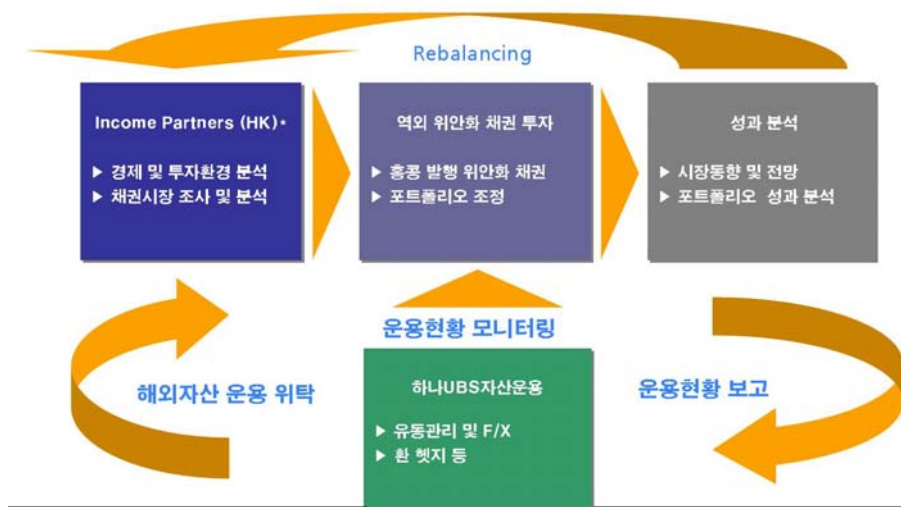 Rebalancing
Income Partners (HK)*
▶ 경제 및 투자환경 분석
▶ 채권시장 조사 및 분석
역외 위안화 채권 투자
▶ 홍콩 발행 위안화 채권
▶ 포트폴리오 조정
성과 분석
▶ 시장동향 및 전망
▶ 포트폴리오 성과 분석
운용현황 모니터링
해외자산 운용 위탁
하나UBS자산운용
▶ 유동관리 및 F/X
▶ 환 헷지 등
운용현황 보고